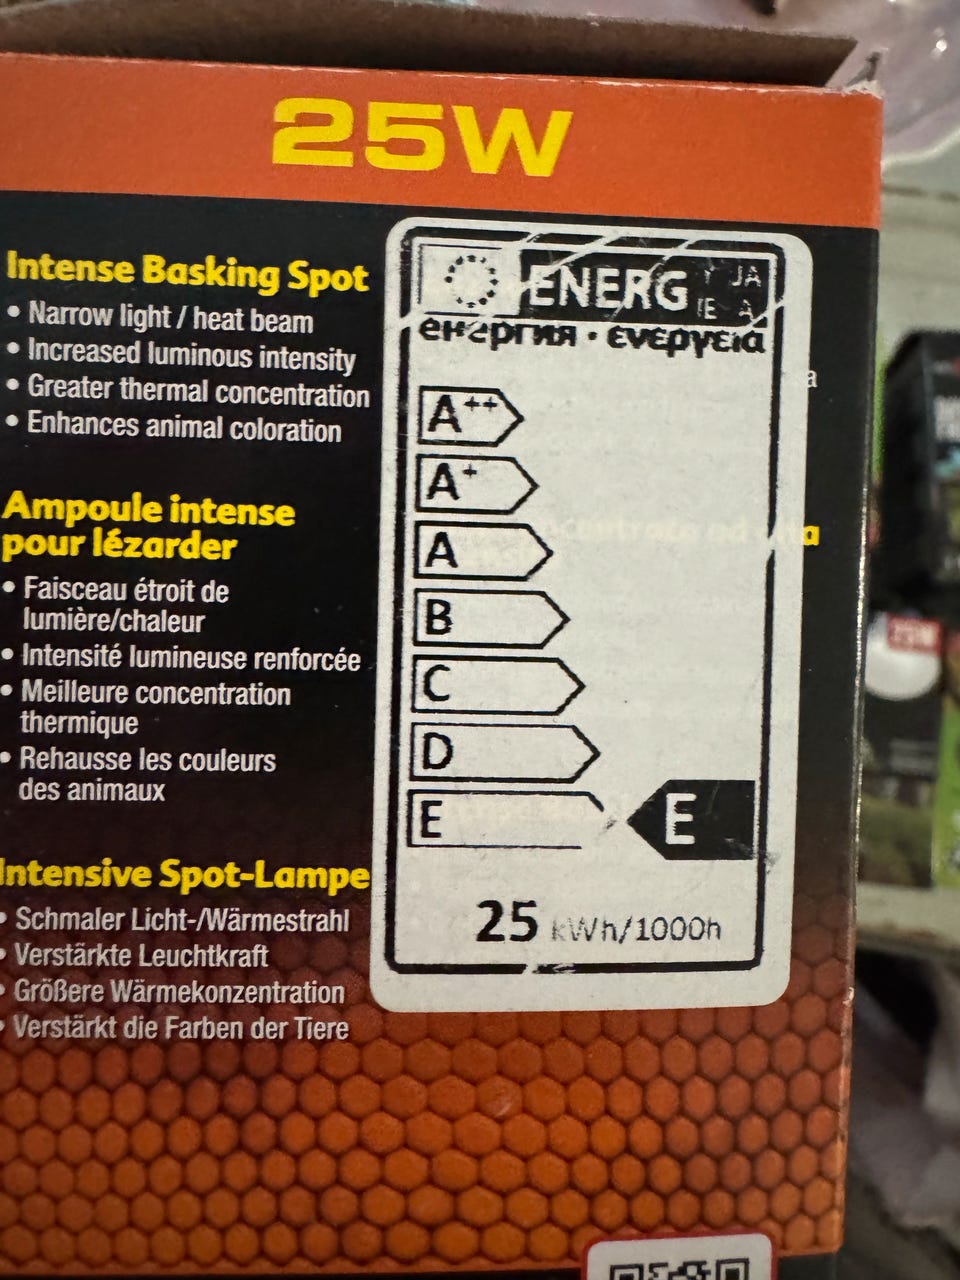 25W
Intense Basking Spot
• Narrow light / heat beam
• Increased luminous intensity
• Greater thermal concentration
• Enhances animal coloration
Ampoule intense
pour lézarder
• Faisceau étroit de
lumière/chaleur
• Intensité lumineuse renforcée
• Meilleure concentration
thermique
• Rehausse les couleurs
des animaux
Intensive Spot-Lampe
• Schmaler Licht-/Wärmestrahl
• Verstärkte Leuchtkraft
• Größere Wärmekonzentration
• Verstärkt die Farben der Tiere
ENERG Y IJA
IE IA
енергия · ενεργεια
A++
A+
A
B
C
D
E
E
25 kWh/1000h